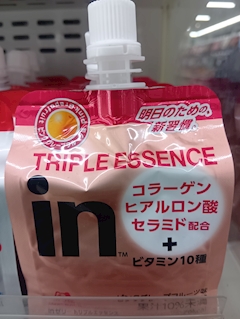 明日のための、
新習慣
TRIPLE ESSENCE
in™
コラーゲン
ヒアルロン酸
セラミド配合
+
ビタミン10種